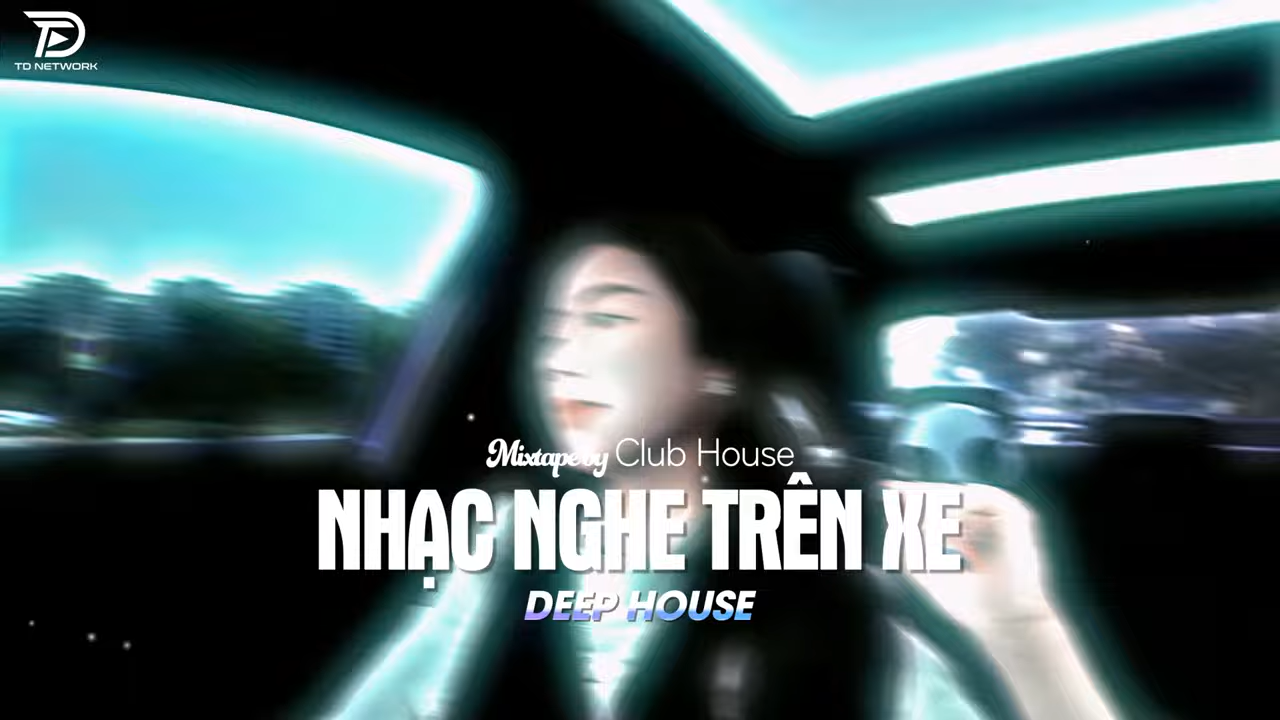 TD NETWORK
Mixtape by Club House
NHẠC NGHE TRÊN XE
DEEP HOUSE